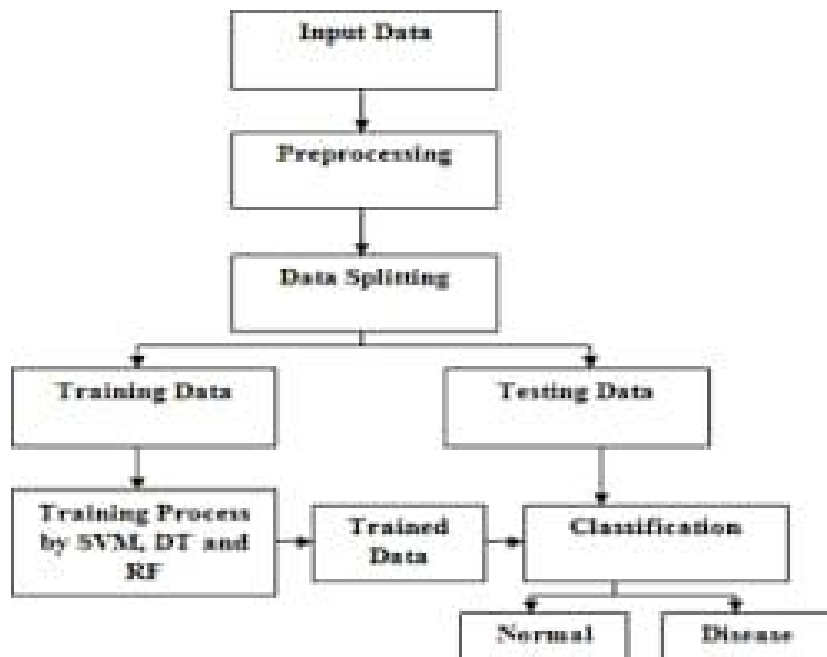 Input Data
Preprocessing
Data Splitting
Training Data
Testing Data
Training Process
by SVM, DT and
RF
Trained
Data
Classification
Normal
Disease